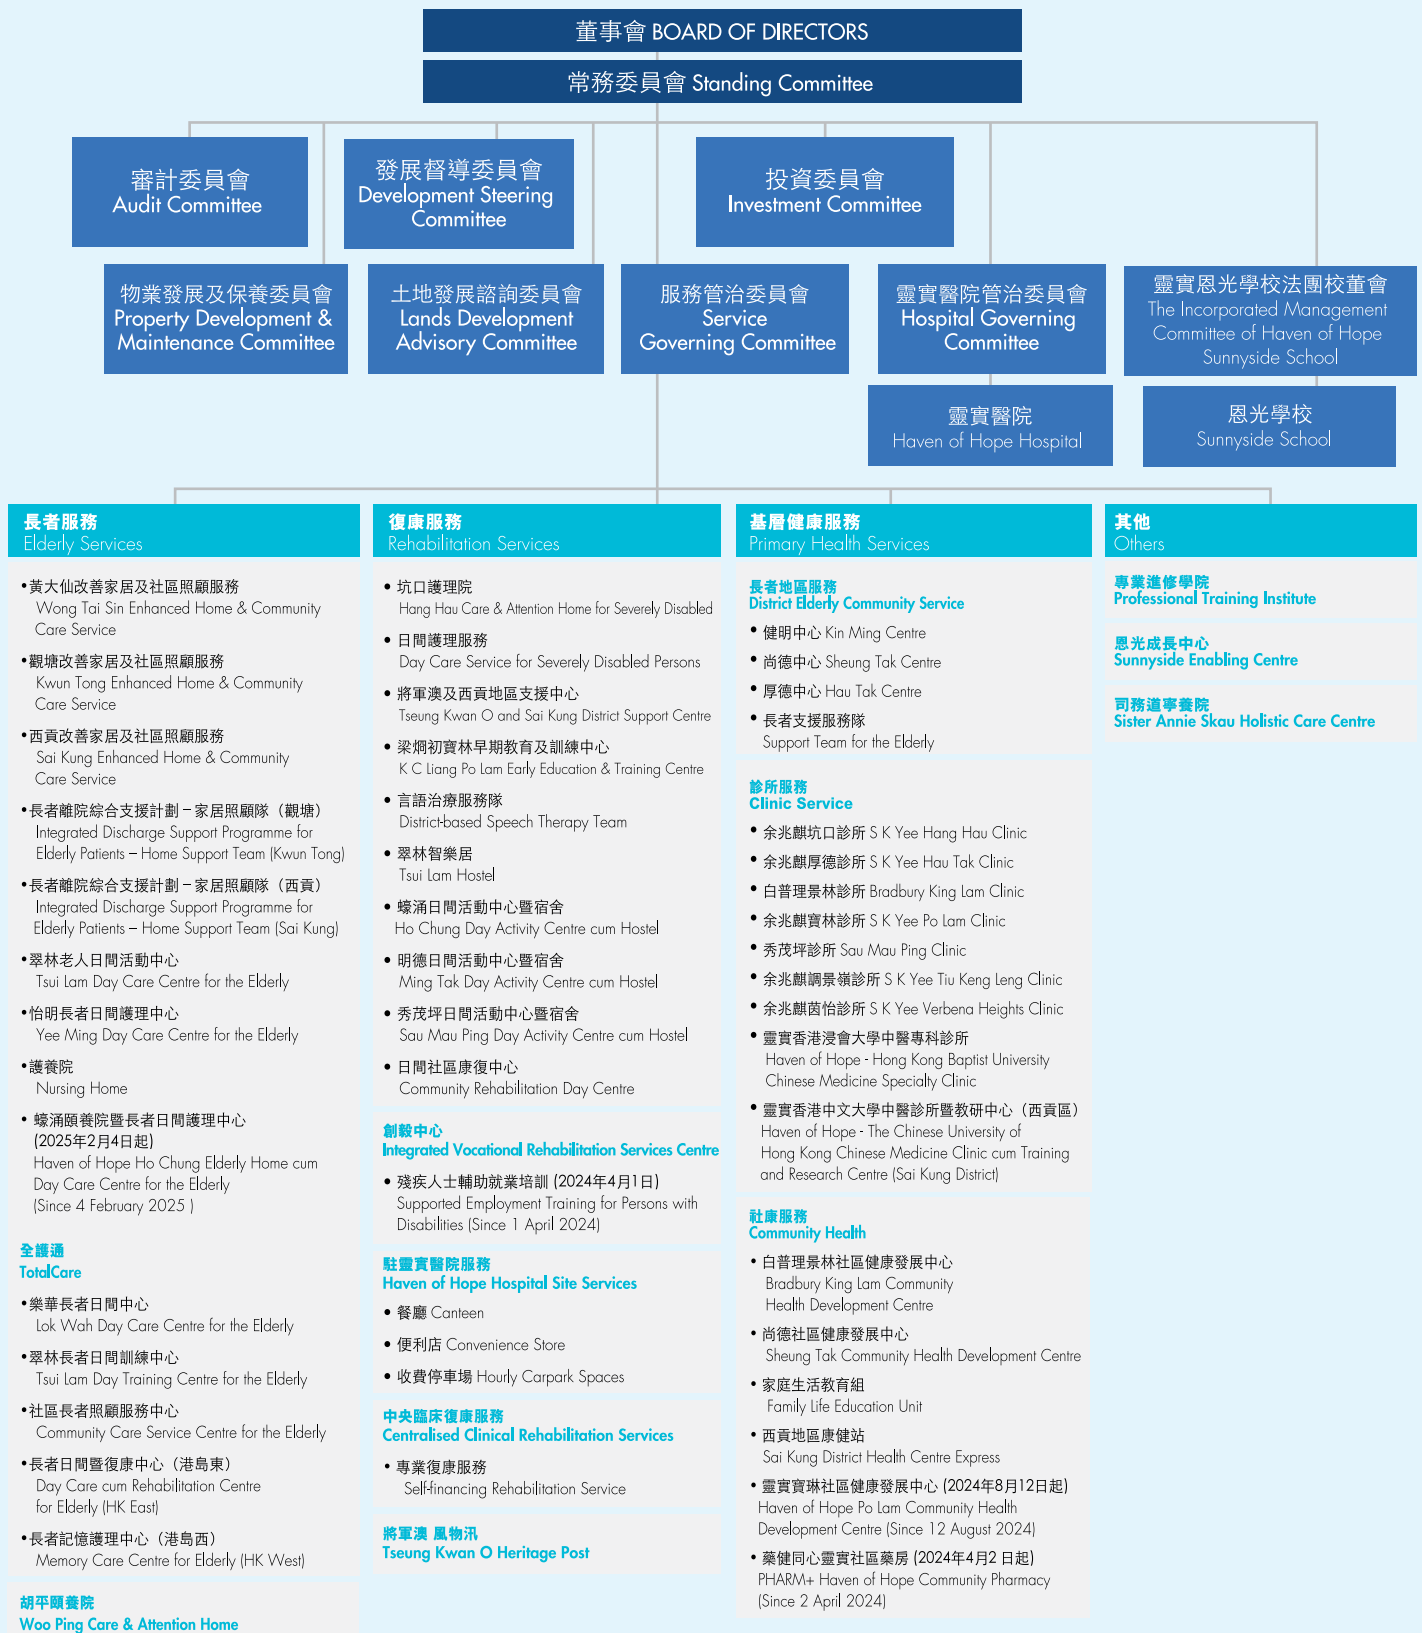 董事會 BOARD OF DIRECTORS
常務委員會 Standing Committee
審計委員會
Audit Committee
發展督導委員會
Development Steering
Committee
投資委員會
Investment Committee
物業發展及保養委員會
Property Development &
Maintenance Committee
土地發展諮詢委員會
Lands Development
Advisory Committee
服務管治委員會
Service
Governing Committee
靈實醫院管治委員會
Hospital Governing
Committee
靈實恩光學校法團校董會
The Incorporated Management
Committee of Haven of Hope
Sunnyside School
靈實醫院
Haven of Hope Hospital
恩光學校
Sunnyside School
長者服務
Elderly Services
•黃大仙改善家居及社區照顧服務
Wong Tai Sin Enhanced Home & Community
Care Service
•觀塘改善家居及社區照顧服務
Kwun Tong Enhanced Home & Community
Care Service
•西貢改善家居及社區照顧服務
Sai Kung Enhanced Home & Community
Care Service
•長者離院綜合支援計劃－家居照顧隊（觀塘）
Integrated Discharge Support Programme for
Elderly Patients – Home Support Team (Kwun Tong)
•長者離院綜合支援計劃－家居照顧隊（西貢）
Integrated Discharge Support Programme for
Elderly Patients – Home Support Team (Sai Kung)
•翠林老人日間活動中心
Tsui Lam Day Care Centre for the Elderly
•怡明長者日間護理中心
Yee Ming Day Care Centre for the Elderly
•護養院
Nursing Home
• 蠔涌頤養院暨長者日間護理中心
(2025年2月4日起)
Haven of Hope Ho Chung Elderly Home cum
Day Care Centre for the Elderly
(Since 4 February 2025 )
全護通
TotalCare
•樂華長者日間中心
Lok Wah Day Care Centre for the Elderly
•翠林長者日間訓練中心
Tsui Lam Day Training Centre for the Elderly
•社區長者照顧服務中心
Community Care Service Centre for the Elderly
•長者日間暨復康中心（港島東）
Day Care cum Rehabilitation Centre
for Elderly (HK East)
•長者記憶護理中心（港島西）
Memory Care Centre for Elderly (HK West)
胡平頤養院
Woo Ping Care & Attention Home
復康服務
Rehabilitation Services
• 坑口護理院
Hang Hau Care & Attention Home for Severely Disabled
• 日間護理服務
Day Care Service for Severely Disabled Persons
• 將軍澳及西貢地區支援中心
Tseung Kwan O and Sai Kung District Support Centre
• 梁烱初寶林早期教育及訓練中心
K C Liang Po Lam Early Education & Training Centre
• 言語治療服務隊
District-based Speech Therapy Team
• 翠林智樂居
Tsui Lam Hostel
• 蠔涌日間活動中心暨宿舍
Ho Chung Day Activity Centre cum Hostel
• 明德日間活動中心暨宿舍
Ming Tak Day Activity Centre cum Hostel
• 秀茂坪日間活動中心暨宿舍
Sau Mau Ping Day Activity Centre cum Hostel
• 日間社區康復中心
Community Rehabilitation Day Centre
創毅中心
Integrated Vocational Rehabilitation Services Centre
• 殘疾人士輔助就業培訓 (2024年4月1日)
Supported Employment Training for Persons with
Disabilities (Since 1 April 2024)
駐靈實醫院服務
Haven of Hope Hospital Site Services
• 餐廳 Canteen
• 便利店 Convenience Store
• 收費停車場 Hourly Carpark Spaces
中央臨床復康服務
Centralised Clinical Rehabilitation Services
• 專業復康服務
Self-financing Rehabilitation Service
將軍澳 風物汛
Tseung Kwan O Heritage Post
基層健康服務
Primary Health Services
長者地區服務
District Elderly Community Service
• 健明中心 Kin Ming Centre
• 尚德中心 Sheung Tak Centre
• 厚德中心 Hau Tak Centre
• 長者支援服務隊
Support Team for the Elderly
診所服務
Clinic Service
• 余兆麒坑口診所 S K Yee Hang Hau Clinic
• 余兆麒厚德診所 S K Yee Hau Tak Clinic
• 白普理景林診所 Bradbury King Lam Clinic
• 余兆麒寶林診所 S K Yee Po Lam Clinic
• 秀茂坪診所 Sau Mau Ping Clinic
• 余兆麒調景嶺診所 S K Yee Tiu Keng Leng Clinic
• 余兆麒茵怡診所 S K Yee Verbena Heights Clinic
• 靈實香港浸會大學中醫專科診所
Haven of Hope - Hong Kong Baptist University
Chinese Medicine Specialty Clinic
• 靈實香港中文大學中醫診所暨教研中心（西貢區）
Haven of Hope - The Chinese University of
Hong Kong Chinese Medicine Clinic cum Training
and Research Centre (Sai Kung District)
社康服務
Community Health
• 白普理景林社區健康發展中心
Bradbury King Lam Community
Health Development Centre
• 尚德社區健康發展中心
Sheung Tak Community Health Development Centre
• 家庭生活教育組
Family Life Education Unit
• 西貢地區康健站
Sai Kung District Health Centre Express
• 靈實寶琳社區健康發展中心 (2024年8月12日起)
Haven of Hope Po Lam Community Health
Development Centre (Since 12 August 2024)
• 藥健同心靈實社區藥房 (2024年4月2 日起)
PHARM+ Haven of Hope Community Pharmacy
(Since 2 April 2024)
其他
Others
專業進修學院
Professional Training Institute
恩光成長中心
Sunnyside Enabling Centre
司務道寧養院
Sister Annie Skau Holistic Care Centre